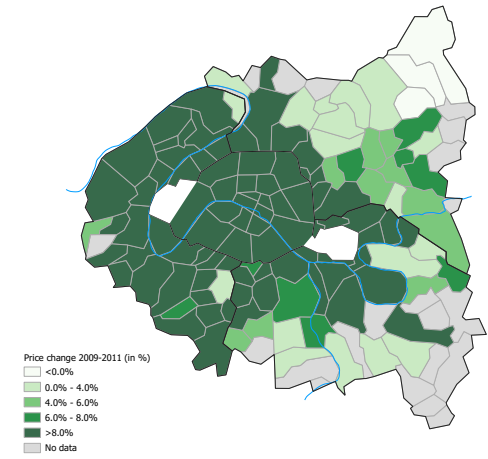 Price change 2009-2011 (in %)
<0.0%
0.0% - 4.0%
4.0% - 6.0%
6.0% - 8.0%
>8.0%
No data